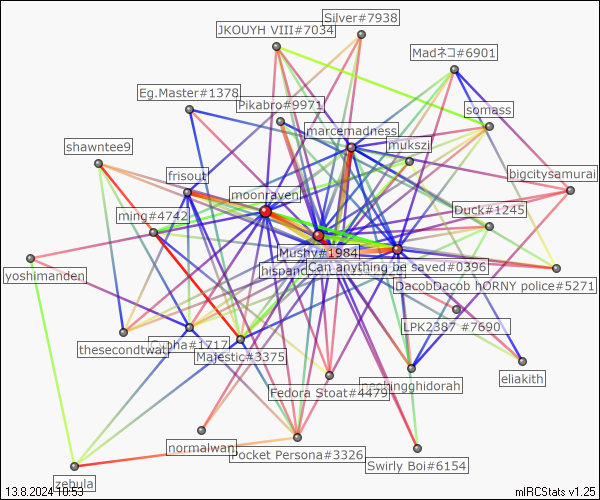 Silver#7938
JKOUYH VIII#7034
Madネコ#6901
Eg.Master#1378
Pikabro#9971
somass
marcemadness
mukszi
shawntee9
frisout
bigcitysamurai
moonraven
ming#4742
Duck#1245
Mushy#1984
hispand
Can anything be saved#0396
yoshimariden
DacobDacob hORNY police#5271
LPK2387 #7690
thesecondtwat
#1717
Majestic#3375
eliakith
Fedora Stoat#4479
normalwan
Pocket Persona#3326
Swirly Boi#6154
zebula
13.8.2024 10:53
mIRCStats v1.25